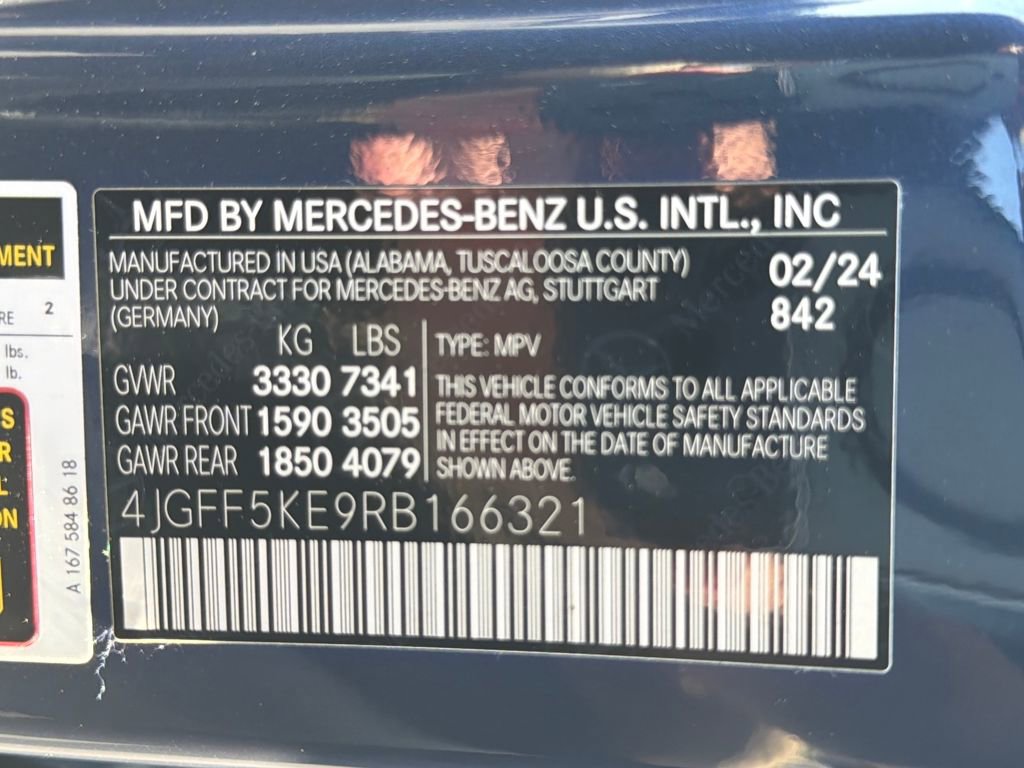 MFD BY MERCEDES-BENZ U.S. INTL., INC
MANUFACTURED IN USA (ALABAMA, TUSCALOOSA COUNTY)
UNDER CONTRACT FOR MERCEDES-BENZ AG, STUTTGART
(GERMANY)
02/24
842
KG LBS
GVWR 3330 7341
GAWR FRONT 1590 3505
GAWR REAR 1850 4079
TYPE: MPV
THIS VEHICLE CONFORMS TO ALL APPLICABLE
FEDERAL MOTOR VEHICLE SAFETY STANDARDS
IN EFFECT ON THE DATE OF MANUFACTURE
SHOWN ABOVE.
4JGFF5KE9RB166321
MENT
RE 2
lbs.
lb.
S
R
L
ON
A 167 584 86 18